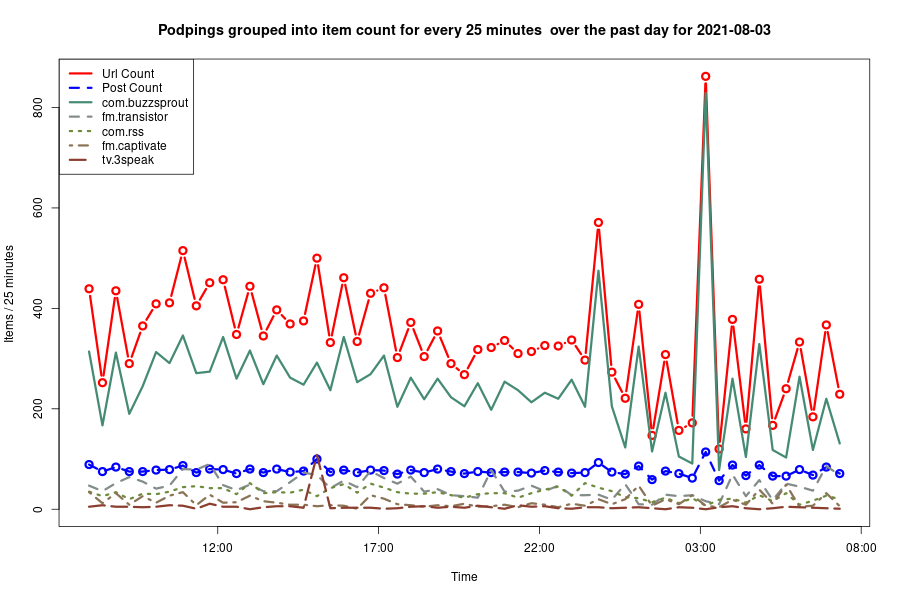 Podpings grouped into item count for every 25 minutes  over the past day for 2021-08-03
Url Count
Post Count
com.buzzsprout
fm.transistor
com.rss
fm.captivate
tv.3speak
Items / 25 minutes
800
600
400
200
0
12:00 17:00 22:00 03:00 08:00
Time